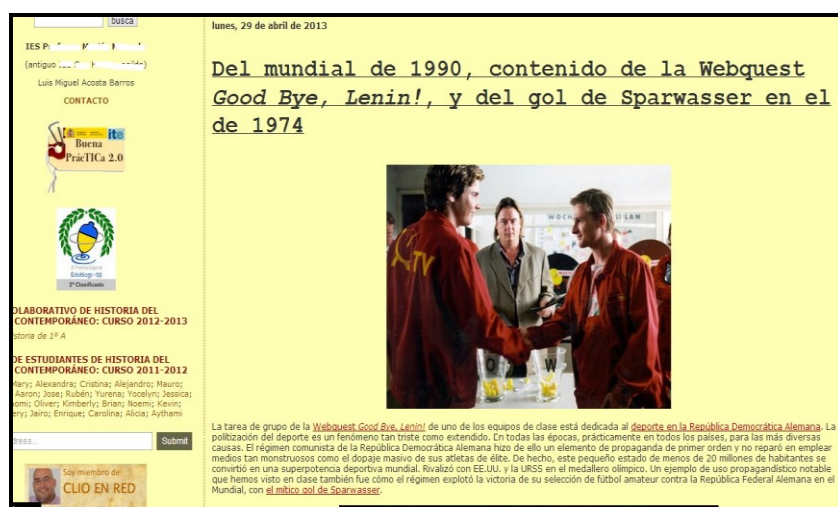 busca
IES P
(antiguo
Luis Miguel Acosta Barros
CONTACTO
ite
Buena
PrácTICa 2.0
Edublogs-09
2º Clasificado
OLABORATIVO DE HISTORIA DEL
CONTEMPORÁNEO: CURSO 2012-2013
storia de 1º A
DE ESTUDIANTES DE HISTORIA DEL
CONTEMPORÁNEO: CURSO 2011-2012
Mary; Alexandra; Cristina; Alejandro; Mauro;
Aaron; Jose; Rubén; Yurena; Yocelyn; Jessica;
omi; Oliver; Kimberly; Brian; Noemi; Kevin;
ery; Jairo; Enrique; Carolina; Alicia; Aythami
dress...
Submit
Soy miembro de
CLIO EN RED
lunes, 29 de abril de 2013
Del mundial de 1990, contenido de la Webquest
Good Bye, Lenin!, y del gol de Sparwasser en el
de 1974
TV
O W
La tarea de grupo de la Webquest Good Bye, Lenin! de uno de los equipos de clase está dedicada al deporte en la República Democrática Alemana. La
politización del deporte es un fenómeno tan triste como extendido. En todas las épocas, prácticamente en todos los países, para las más diversas
causas. El régimen comunista de la República Democrática Alemana hizo de ello un elemento de propaganda de primer orden y no reparó en emplear
medios tan monstruosos como el dopaje masivo de sus atletas de élite. De hecho, este pequeño estado de menos de 20 millones de habitantes se
convirtió en una superpotencia deportiva mundial. Rivalizó con EE.UU. y la URSS en el medallero olímpico. Un ejemplo de uso propagandístico notable
que hemos visto en clase también fue cómo el régimen explotó la victoria de su selección de fútbol amateur contra la República Federal Alemana en el
Mundial, con el mítico gol de Sparwasser.